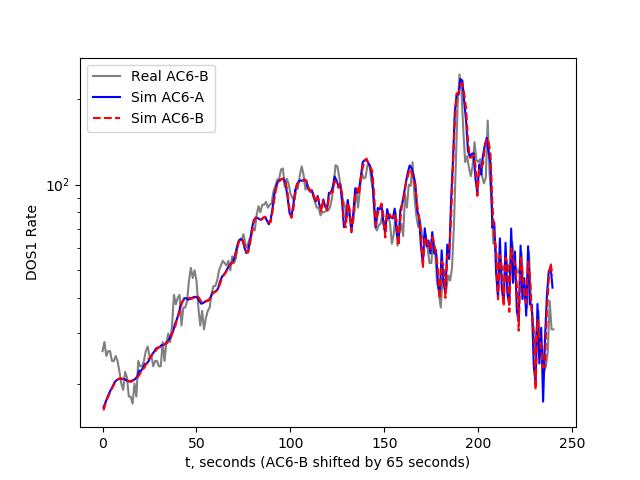 Real AC6-B
Sim AC6-A
Sim AC6-B
10²
DOS1 Rate
0 50 100 150 200 250
t, seconds (AC6-B shifted by 65 seconds)